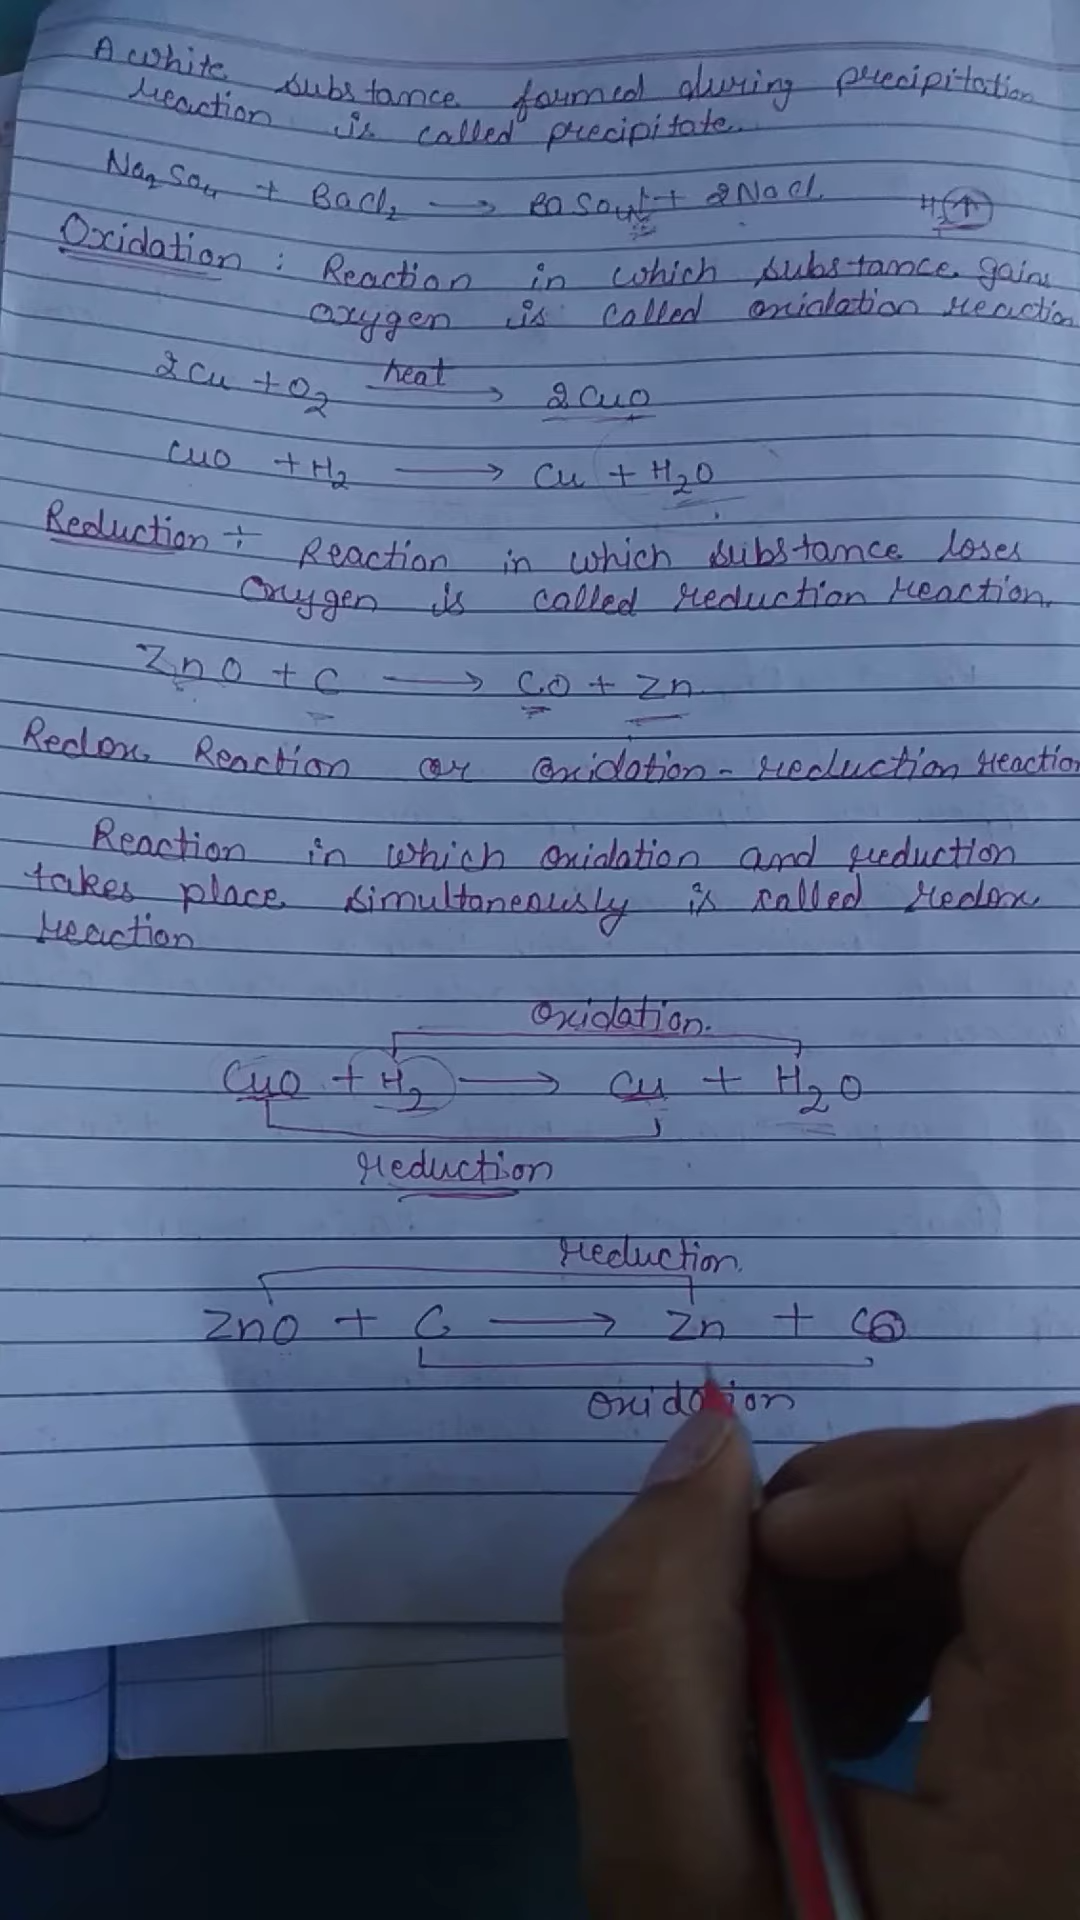 A white substance formed during precipitation
reaction is called precipitate.
Na2SO4 + BaCl2 → BaSO4↓ + 2NaCl
H2 ↑
Oxidation : Reaction in which substance gains
oxygen is called oxidation reaction
2Cu + O2 heat → 2CuO
CuO + H2 → Cu + H2O
Reduction ÷ Reaction in which substance loses
Oxygen is called reduction reaction.
ZnO + C → CO + Zn
Redox Reaction or oxidation-reduction reaction
Reaction in which oxidation and reduction
takes place simultaneously is called redox
reaction
oxidation.
CuO + H2 → Cu + H2O
reduction
reduction.
ZnO + C → Zn + CO
oxidation